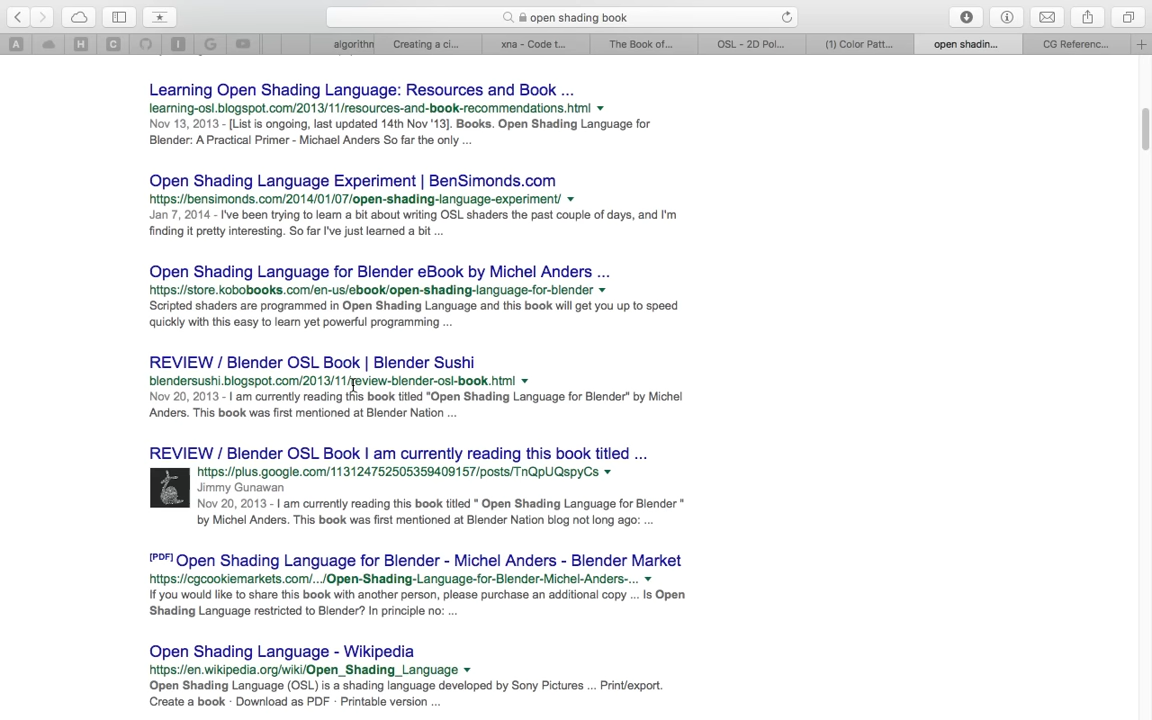 open shading book
A
H
C
I
G
algorithm
Creating a ci...
xna - Code t...
The Book of...
OSL - 2D Pol...
(1) Color Patt...
open shadin...
CG Referenc...
Learning Open Shading Language: Resources and Book ...
learning-osl.blogspot.com/2013/11/resources-and-book-recommendations.html
Nov 13, 2013 - [List is ongoing, last updated 14th Nov '13]. Books. Open Shading Language for
Blender: A Practical Primer - Michael Anders So far the only ...
Open Shading Language Experiment | BenSimonds.com
https://bensimonds.com/2014/01/07/open-shading-language-experiment/
Jan 7, 2014 - I've been trying to learn a bit about writing OSL shaders the past couple of days, and I'm
finding it pretty interesting. So far I've just learned a bit ...
Open Shading Language for Blender eBook by Michel Anders ...
https://store.kobobooks.com/en-us/ebook/open-shading-language-for-blender
Scripted shaders are programmed in Open Shading Language and this book will get you up to speed
quickly with this easy to learn yet powerful programming ...
REVIEW / Blender OSL Book | Blender Sushi
blendersushi.blogspot.com/2013/11/review-blender-osl-book.html
Nov 20, 2013 - I am currently reading this book titled "Open Shading Language for Blender" by Michel
Anders. This book was first mentioned at Blender Nation ...
REVIEW / Blender OSL Book I am currently reading this book titled ...
https://plus.google.com/113124752505359409157/posts/TnQpUQspyCs
Jimmy Gunawan
Nov 20, 2013 - I am currently reading this book titled " Open Shading Language for Blender "
by Michel Anders. This book was first mentioned at Blender Nation blog not long ago: ...
[PDF] Open Shading Language for Blender - Michel Anders - Blender Market
https://cgcookiemarkets.com/.../Open-Shading-Language-for-Blender-Michel-Anders-...
If you would like to share this book with another person, please purchase an additional copy ... Is Open
Shading Language restricted to Blender? In principle no: ...
Open Shading Language - Wikipedia
https://en.wikipedia.org/wiki/Open_Shading_Language
Open Shading Language (OSL) is a shading language developed by Sony Pictures ... Print/export.
Create a book · Download as PDF · Printable version ...